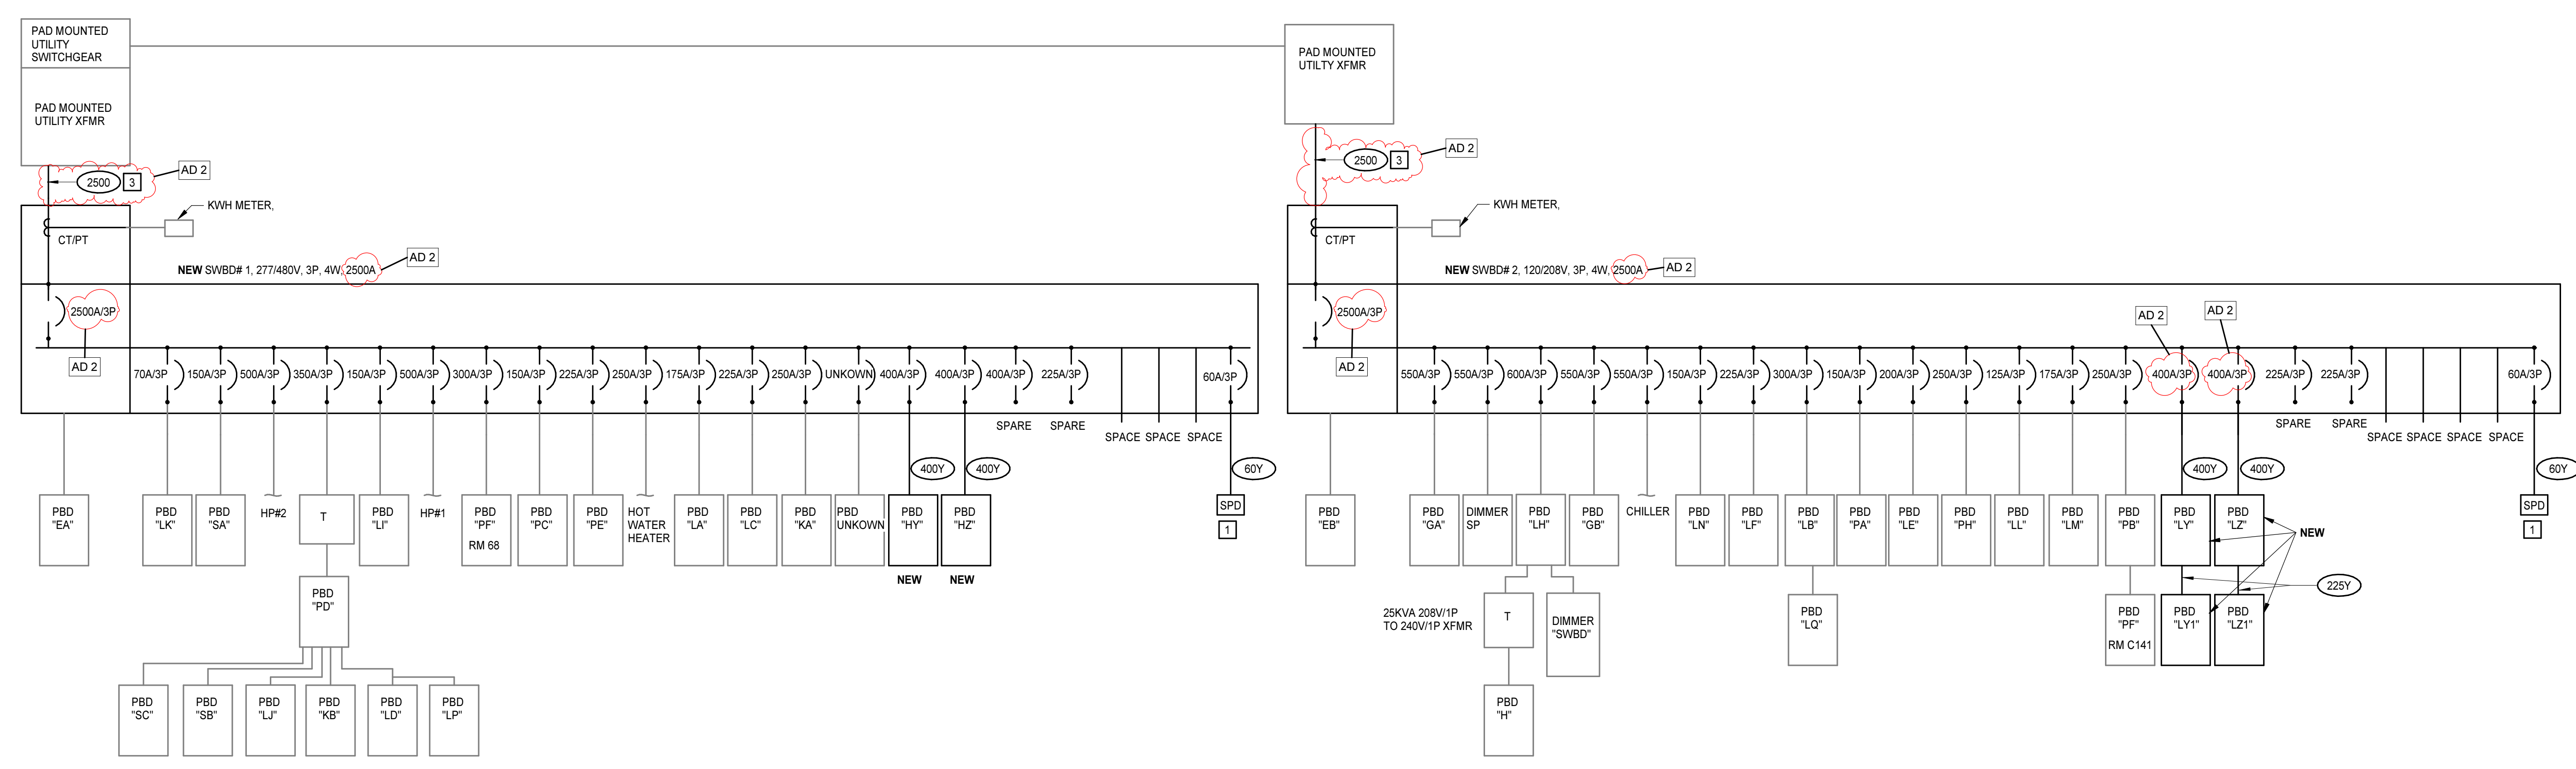 PAD MOUNTED
UTILITY
SWITCHGEAR
PAD MOUNTED
UTILITY XFMR
2500
3
AD 2
KWH METER,
CT/PT
NEW SWBD# 1, 277/480V, 3P, 4W, 2500A
AD 2
2500A/3P
AD 2
70A/3P
150A/3P
500A/3P
350A/3P
150A/3P
500A/3P
300A/3P
150A/3P
225A/3P
250A/3P
175A/3P
225A/3P
250A/3P
UNKOWN
400A/3P
400A/3P
400A/3P
225A/3P
60A/3P
SPARE
SPARE
SPACE
SPACE
SPACE
400Y
400Y
60Y
PBD
"EA"
PBD
"LK"
PBD
"SA"
HP#2
T
PBD
"LI"
HP#1
PBD
"PF"
RM 68
PBD
"PC"
PBD
"PE"
HOT
WATER
HEATER
PBD
"LA"
PBD
"LC"
PBD
"KA"
PBD
UNKOWN
PBD
"HY"
PBD
"HZ"
SPD
1
NEW
NEW
PBD
"PD"
PBD
"SC"
PBD
"SB"
PBD
"LJ"
PBD
"KB"
PBD
"LD"
PBD
"LP"
PAD MOUNTED
UTILTY XFMR
2500
3
AD 2
KWH METER,
CT/PT
NEW SWBD# 2, 120/208V, 3P, 4W, 2500A
AD 2
2500A/3P
AD 2
AD 2
AD 2
550A/3P
550A/3P
600A/3P
550A/3P
550A/3P
150A/3P
225A/3P
300A/3P
150A/3P
200A/3P
250A/3P
125A/3P
175A/3P
250A/3P
400A/3P
400A/3P
225A/3P
225A/3P
60A/3P
SPARE
SPARE
SPACE
SPACE
SPACE
SPACE
400Y
400Y
60Y
PBD
"EB"
PBD
"GA"
DIMMER
SP
PBD
"LH"
PBD
"GB"
CHILLER
PBD
"LN"
PBD
"LF"
PBD
"LB"
PBD
"PA"
PBD
"LE"
PBD
"PH"
PBD
"LL"
PBD
"LM"
PBD
"PB"
PBD
"LY"
PBD
"LZ"
NEW
SPD
1
225Y
25KVA 208V/1P
TO 240V/1P XFMR
T
DIMMER
"SWBD"
PBD
"LQ"
PBD
"PF"
RM C141
PBD
"LY1"
PBD
"LZ1"
PBD
"H"